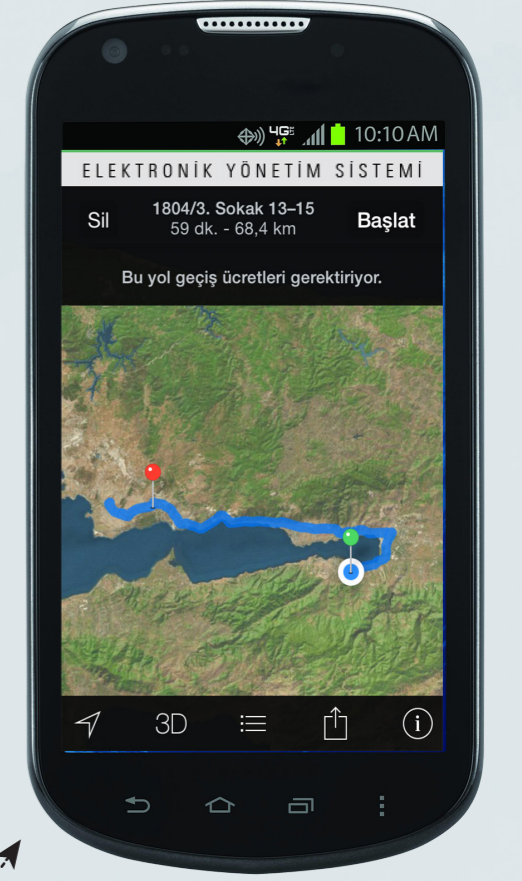 4G LTE 10:10 AM
ELEKTRONİK YÖNETİM SİSTEMİ
Sil
1804/3. Sokak 13–15
59 dk. - 68,4 km
Başlat
Bu yol geçiş ücretleri gerektiriyor.
3D
i